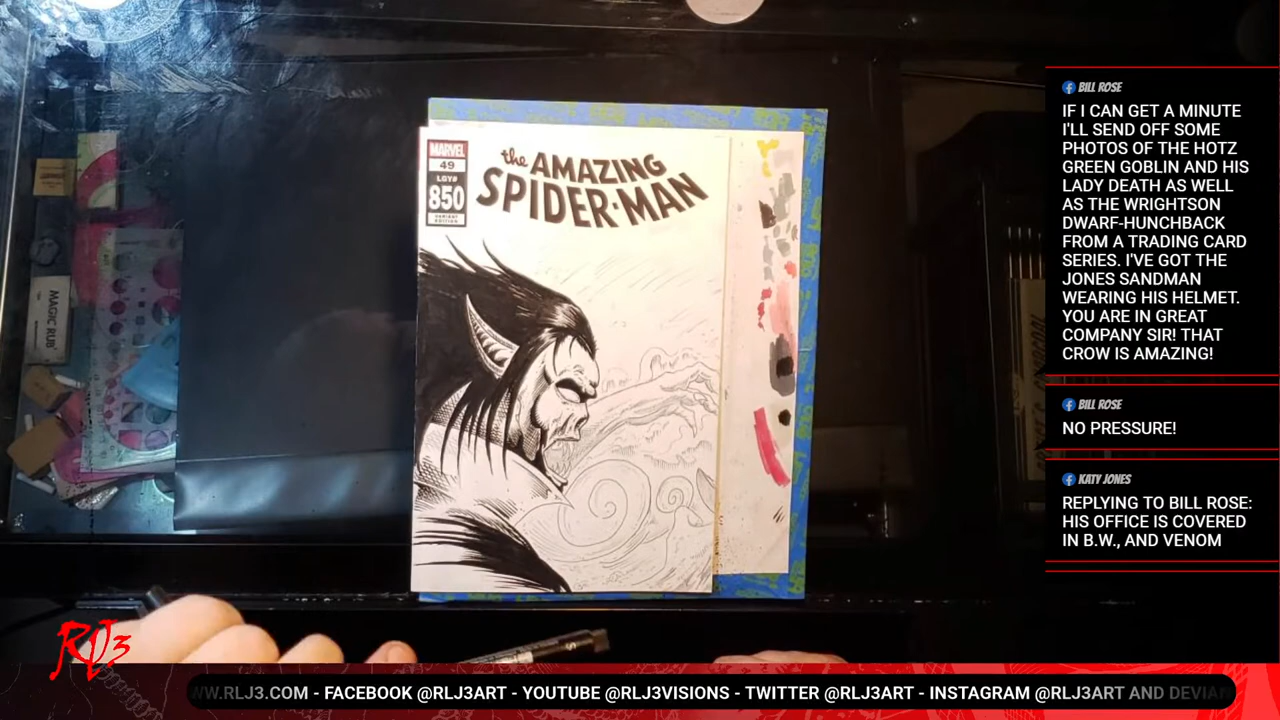 BILL ROSE
IF I CAN GET A MINUTE
I'LL SEND OFF SOME
PHOTOS OF THE HOTZ
GREEN GOBLIN AND HIS
LADY DEATH AS WELL
AS THE WRIGHTSON
DWARF-HUNCHBACK
FROM A TRADING CARD
SERIES. I'VE GOT THE
JONES SANDMAN
WEARING HIS HELMET.
YOU ARE IN GREAT
COMPANY SIR! THAT
CROW IS AMAZING!
BILL ROSE
NO PRESSURE!
KATY JONES
REPLYING TO BILL ROSE:
HIS OFFICE IS COVERED
IN B.W., AND VENOM
MARVEL
49
LGY#
850
VARIANT
EDITION
the AMAZING
SPIDER-MAN
MAGIC RUB
RLJ3
WWW.RLJ3.COM - FACEBOOK @RLJ3ART - YOUTUBE @RLJ3VISIONS - TWITTER @RLJ3ART - INSTAGRAM @RLJ3ART AND DEVIAN